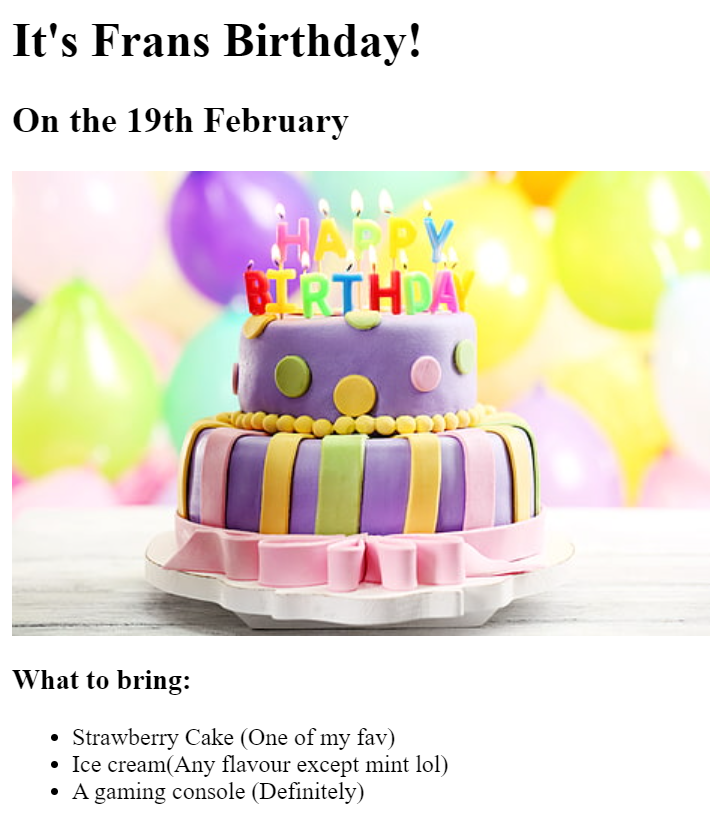 It's Frans Birthday!
On the 19th February
HAPPY
BIRTHDAY
What to bring:
Strawberry Cake (One of my fav)
Ice cream(Any flavour except mint lol)
A gaming console (Definitely)